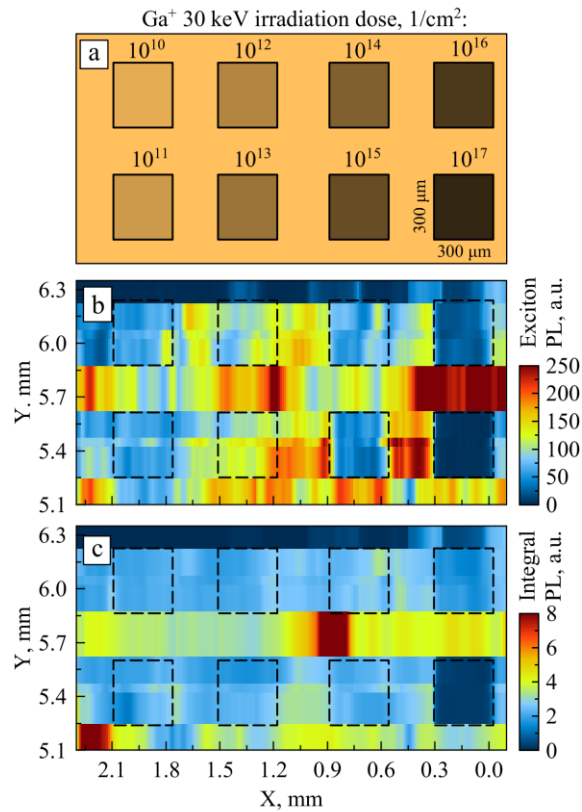 Ga⁺ 30 keV irradiation dose, 1/cm²:
a
10¹⁰ 10¹² 10¹⁴ 10¹⁶
10¹¹ 10¹³ 10¹⁵ 10¹⁷
300 µm
300 µm
b
6.3
6.0
5.7
5.4
5.1
Y, mm
250
200
150
100
50
0
Exciton
PL, a.u.
c
6.3
6.0
5.7
5.4
5.1
Y, mm
8
6
4
2
0
Integral
PL, a.u.
2.1 1.8 1.5 1.2 0.9 0.6 0.3 0.0
X, mm